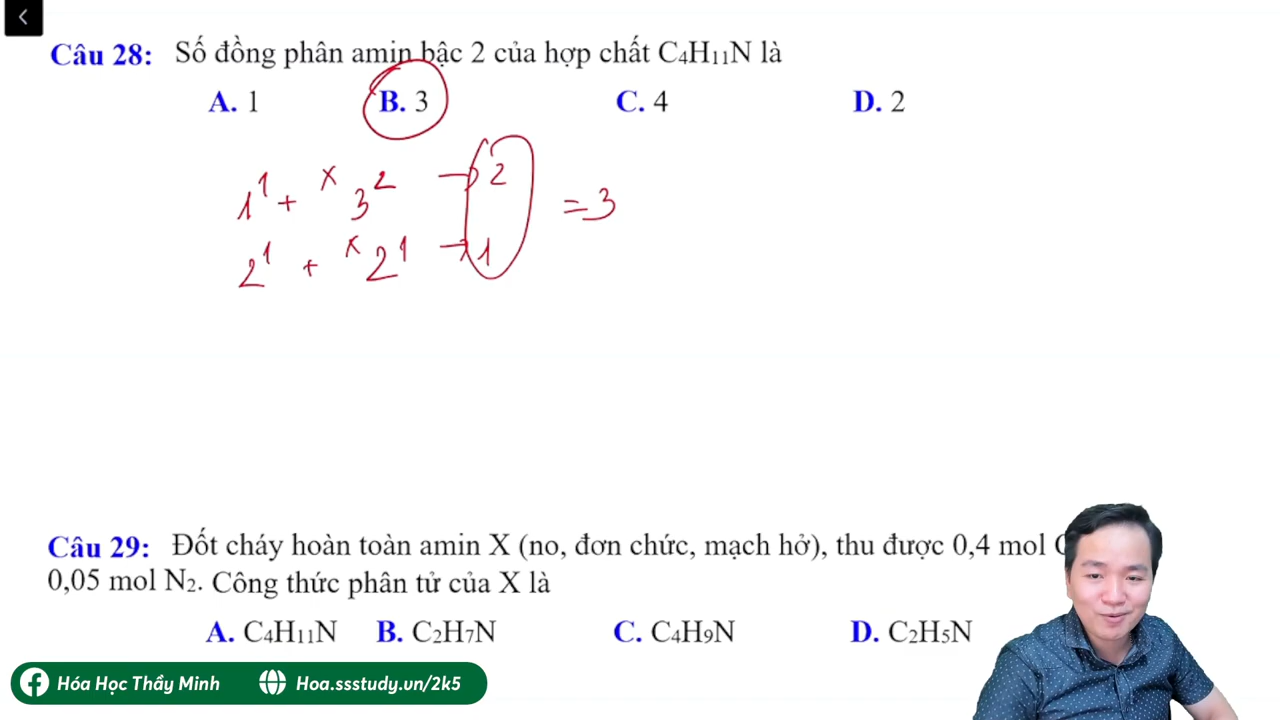 Câu 28: Số đồng phân amin bậc 2 của hợp chất C₄H₁₁N là
A. 1 B. 3 C. 4 D. 2
1¹ + x 3² → 2
= 3
2¹ + x 2¹ → 1
Câu 29: Đốt cháy hoàn toàn amin X (no, đơn chức, mạch hở), thu được 0,4 mol
0,05 mol N₂. Công thức phân tử của X là
A. C₄H₁₁N B. C₂H₇N C. C₄H₉N D. C₂H₅N
Hóa Học Thầy Minh Hoa.ssstudy.vn/2k5